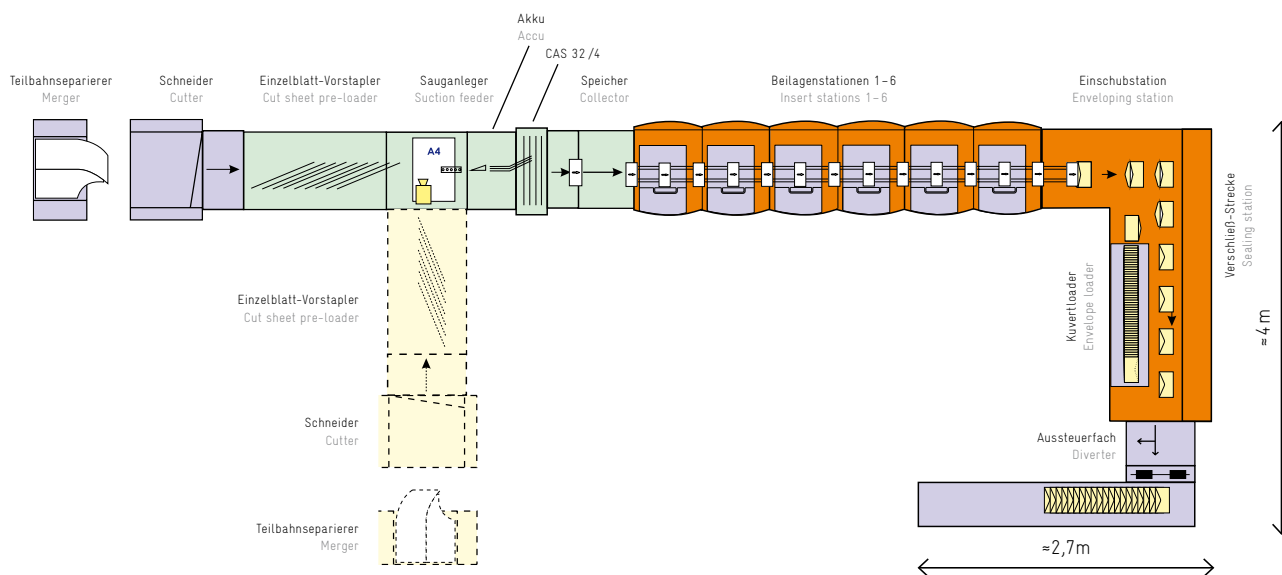 Akku
Accu
CAS 32/4
Teilbahnseparierer
Merger
Schneider
Cutter
Einzelblatt-Vorstapler
Cut sheet pre-loader
Sauganleger
Suction feeder
Speicher
Collector
Beilagenstationen 1–6
Insert stations 1–6
Einschubstation
Enveloping station
A4
Verschließ-Strecke
Sealing station
Einzelblatt-Vorstapler
Cut sheet pre-loader
Kuvertloader
Envelope loader
≈4m
Schneider
Cutter
Aussteuerfach
Diverter
Teilbahnseparierer
Merger
≈2,7m